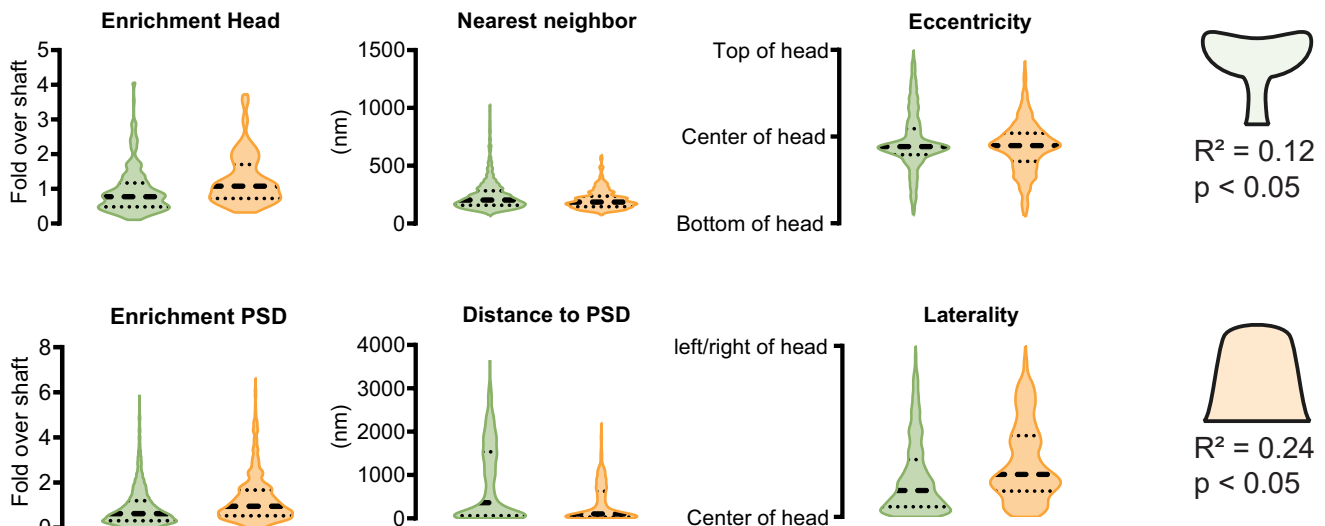 Enrichment Head
Fold over shaft
5
4
3
2
1
0
Nearest neighbor
(nm)
1500
1000
500
0
Eccentricity
Top of head
Center of head
Bottom of head
R² = 0.12
p < 0.05
Enrichment PSD
Fold over shaft
8
6
4
2
0
Distance to PSD
(nm)
4000
3000
2000
1000
0
Laterality
left/right of head
Center of head
R² = 0.24
p < 0.05